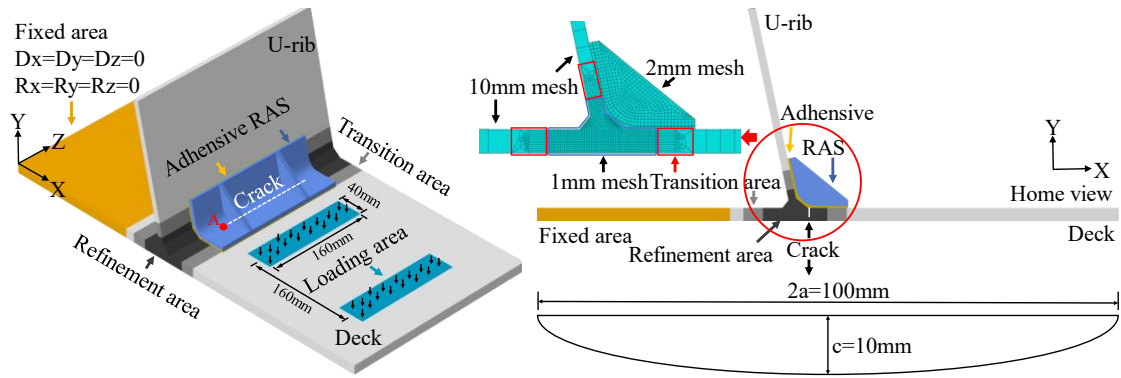 Fixed area
Dx=Dy=Dz=0
Rx=Ry=Rz=0
U-rib
Y
Z
X
Adhensive RAS
Crack
A
Transition area
40mm
160mm
Loading area
160mm
Refinement area
Deck
10mm mesh
2mm mesh
1mm mesh
Transition area
U-rib
Adhensive
RAS
Y
X
Home view
Fixed area
Refinement area
Crack
Deck
2a=100mm
c=10mm